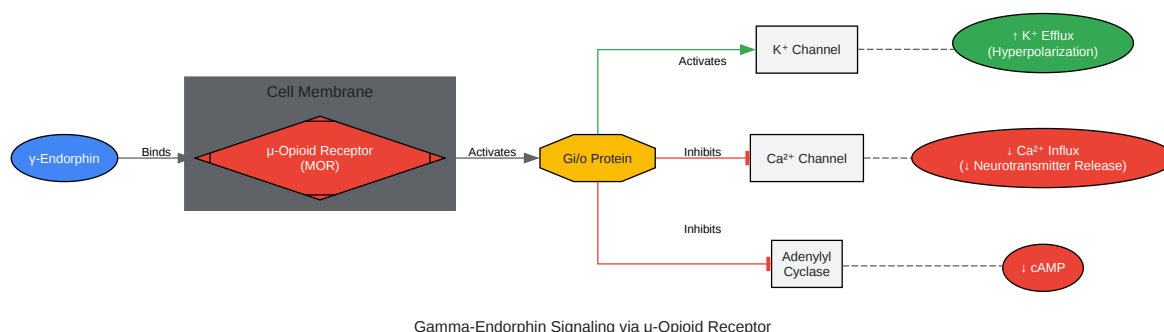 ↑ K⁺ Efflux
(Hyperpolarization)
K⁺ Channel
Activates
Cell Membrane
γ-Endorphin
Binds
μ-Opioid Receptor
(MOR)
Activates
Gi/o Protein
Inhibits
Ca²⁺ Channel
↓ Ca²⁺ Influx
(↓ Neurotransmitter Release)
Inhibits
Adenylyl
Cyclase
↓ cAMP
Gamma-Endorphin Signaling via μ-Opioid Receptor